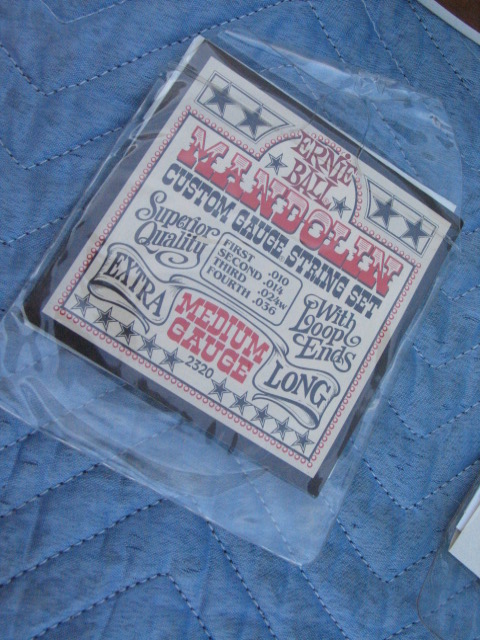 ERNIE
BALL
MANDOLIN
CUSTOM GAUGE STRING SET
Superior
Quality
FIRST .010
SECOND .014
THIRD .024W
FOURTH .036
With
Loop
Ends
EXTRA
LONG
MEDIUM
GAUGE
2320